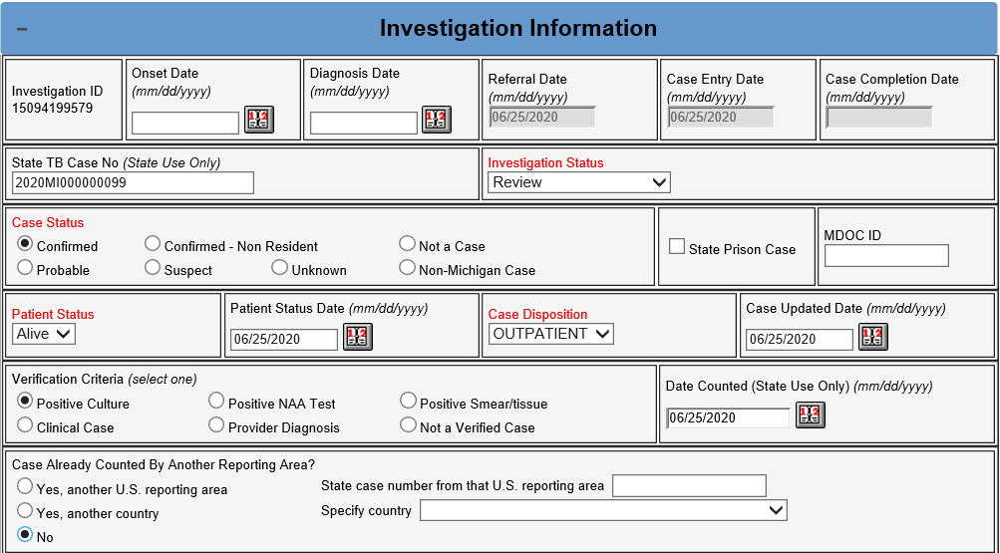 Investigation Information
Investigation ID
15094199579
Onset Date
(mm/dd/yyyy)
Diagnosis Date
(mm/dd/yyyy)
Referral Date
(mm/dd/yyyy)
06/25/2020
Case Entry Date
(mm/dd/yyyy)
06/25/2020
Case Completion Date
(mm/dd/yyyy)
State TB Case No (State Use Only)
2020MI000000099
Investigation Status
Review
Case Status
Confirmed Confirmed - Non Resident Not a Case
Probable Suspect Unknown Non-Michigan Case
State Prison Case
MDOC ID
Patient Status
Alive
Patient Status Date (mm/dd/yyyy)
06/25/2020
Case Disposition
OUTPATIENT
Case Updated Date (mm/dd/yyyy)
06/25/2020
Verification Criteria (select one)
Positive Culture Positive NAA Test Positive Smear/tissue
Clinical Case Provider Diagnosis Not a Verified Case
Date Counted (State Use Only) (mm/dd/yyyy)
06/25/2020
Case Already Counted By Another Reporting Area?
Yes, another U.S. reporting area State case number from that U.S. reporting area
Yes, another country Specify country
No